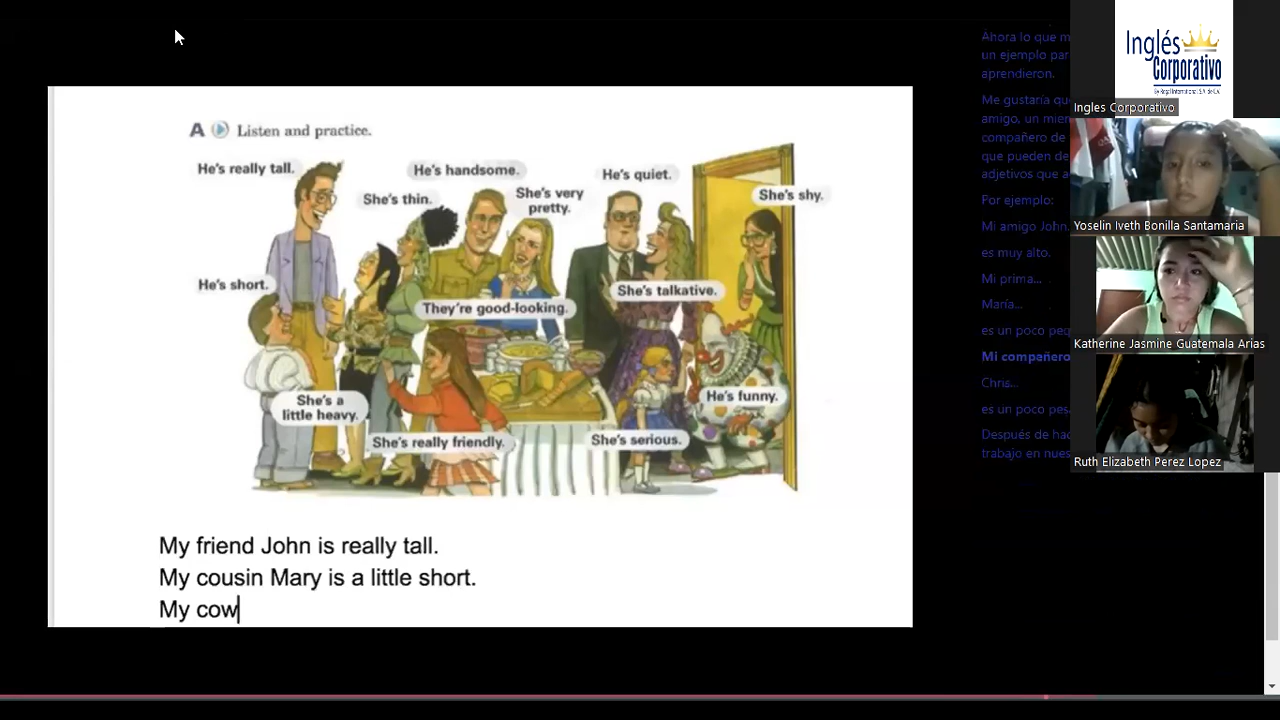 A Listen and practice.
He's really tall.
He's handsome.
She's thin.
She's very
pretty.
He's quiet.
She's shy.
He's short.
They're good-looking.
She's talkative.
She's a
little heavy.
She's really friendly.
She's serious.
He's funny.
My friend John is really tall.
My cousin Mary is a little short.
My cow
Ahora lo que m
un ejemplo par
aprendieron.
Me gustaría qu
amigo, un mien
compañero de
que pueden de
adjetivos que a
Por ejemplo:
Mi amigo John.
es muy alto.
Mi prima...
María...
es un poco peq
Mi compañero
Chris...
es un poco pes
Después de hac
trabajo en nues
Inglés
Corporativo
Ingles Corporativo
Yoselin Iveth Bonilla Santamaria
Katherine Jasmine Guatemala Arias
Ruth Elizabeth Perez Lopez